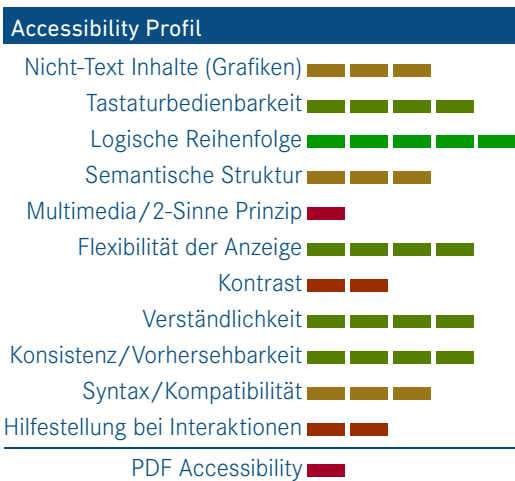 Accessibility Profil
Nicht-Text Inhalte (Grafiken)
Tastaturbedienbarkeit
Logische Reihenfolge
Semantische Struktur
Multimedia/2-Sinne Prinzip
Flexibilität der Anzeige
Kontrast
Verständlichkeit
Konsistenz/Vorhersehbarkeit
Syntax/Kompatibilität
Hilfestellung bei Interaktionen
PDF Accessibility